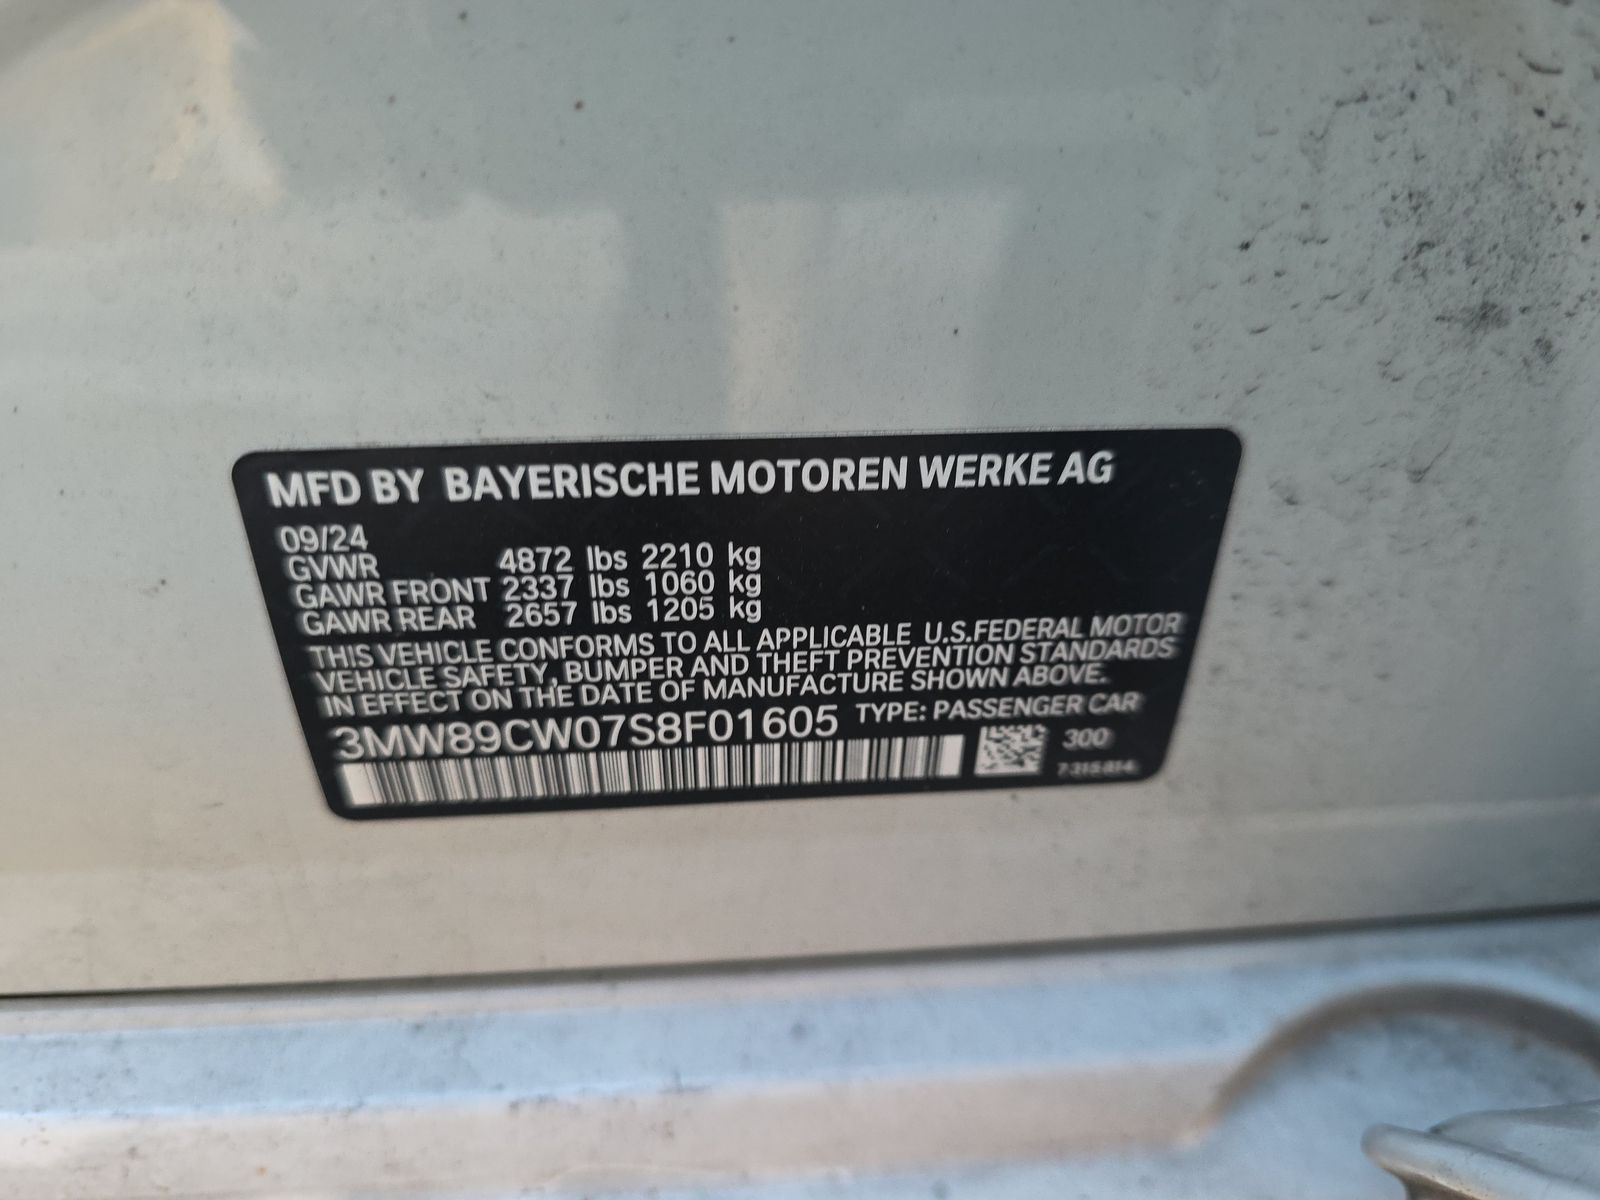 MFD BY BAYERISCHE MOTOREN WERKE AG
09/24
GVWR 4872 lbs 2210 kg
GAWR FRONT 2337 lbs 1060 kg
GAWR REAR 2657 lbs 1205 kg
THIS VEHICLE CONFORMS TO ALL APPLICABLE U.S.FEDERAL MOTOR
VEHICLE SAFETY, BUMPER AND THEFT PREVENTION STANDARDS
IN EFFECT ON THE DATE OF MANUFACTURE SHOWN ABOVE.
3MW89CW07S8F01605 TYPE: PASSENGER CAR
300